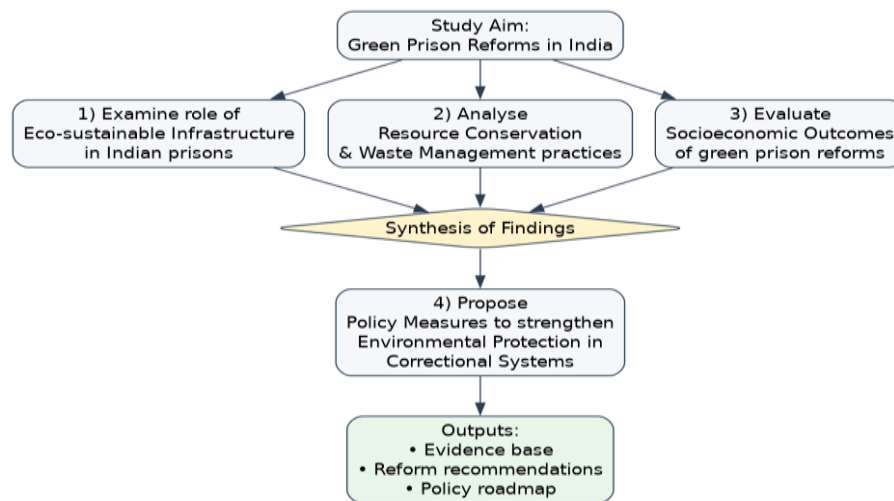 Study Aim:
Green Prison Reforms in India
1) Examine role of
Eco-sustainable Infrastructure
in Indian prisons
2) Analyse
Resource Conservation
& Waste Management practices
3) Evaluate
Socioeconomic Outcomes
of green prison reforms
Synthesis of Findings
4) Propose
Policy Measures to strengthen
Environmental Protection in
Correctional Systems
Outputs:
• Evidence base
• Reform recommendations
• Policy roadmap